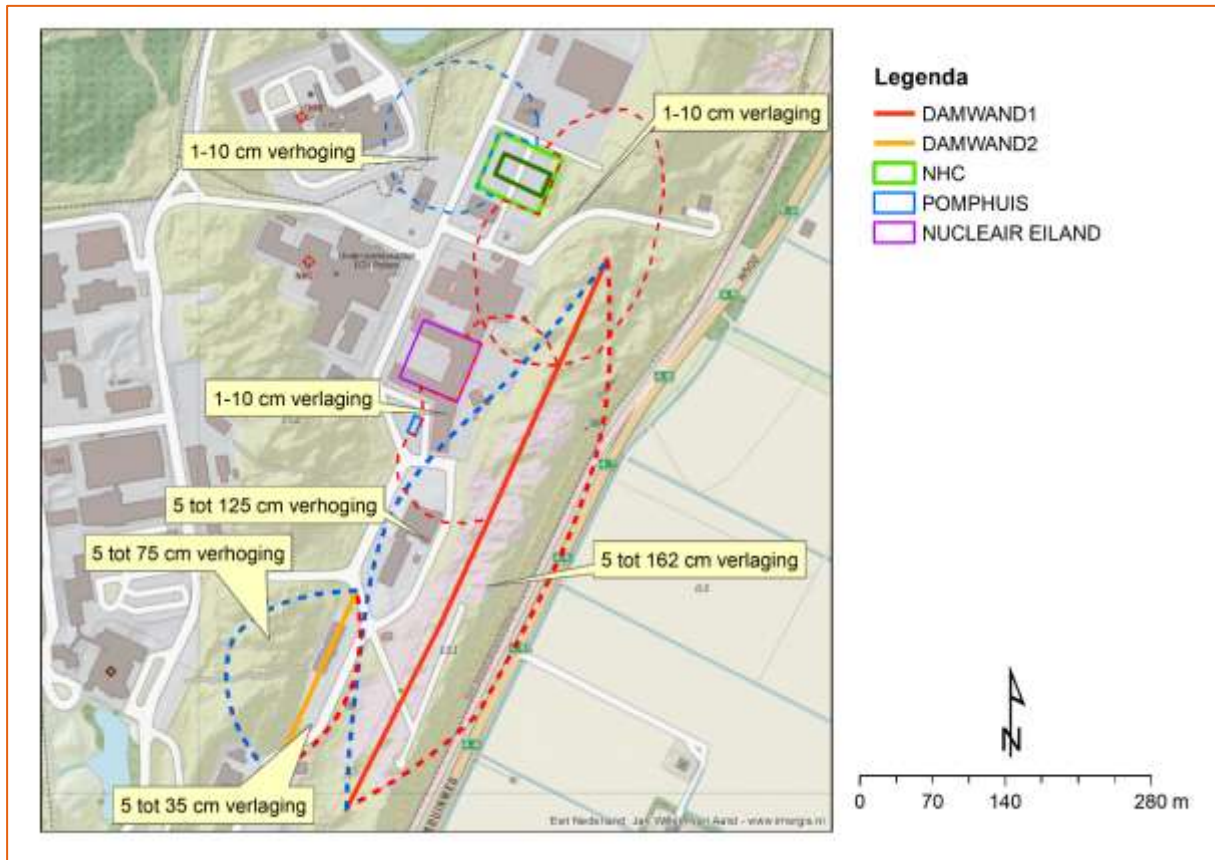 1-10 cm verlaging
1-10 cm verhoging
NHC
1-10 cm verlaging
5 tot 125 cm verhoging
5 tot 75 cm verhoging
5 tot 162 cm verlaging
5 tot 35 cm verlaging
Legenda
DAMWAND1
DAMWAND2
NHC
POMPHUIS
NUCLEAIR EILAND
N
0 70 140 280 m